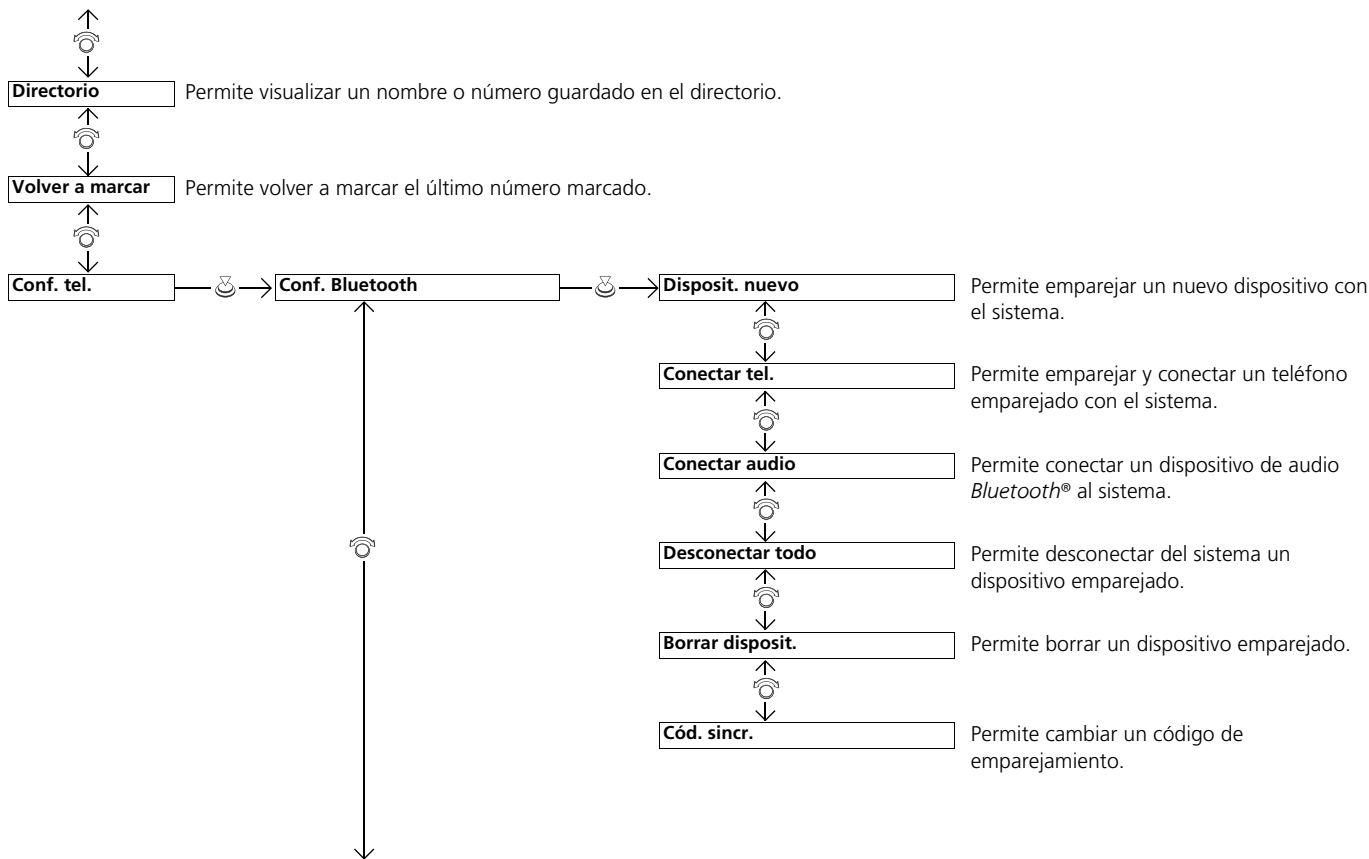 Directorio
Permite visualizar un nombre o número guardado en el directorio.
Volver a marcar
Permite volver a marcar el último número marcado.
Conf. tel.
Conf. Bluetooth
Disposit. nuevo
Permite emparejar un nuevo dispositivo con
el sistema.
Conectar tel.
Permite emparejar y conectar un teléfono
emparejado con el sistema.
Conectar audio
Permite conectar un dispositivo de audio
Bluetooth® al sistema.
Desconectar todo
Permite desconectar del sistema un
dispositivo emparejado.
Borrar disposit.
Permite borrar un dispositivo emparejado.
Cód. sincr.
Permite cambiar un código de
emparejamiento.